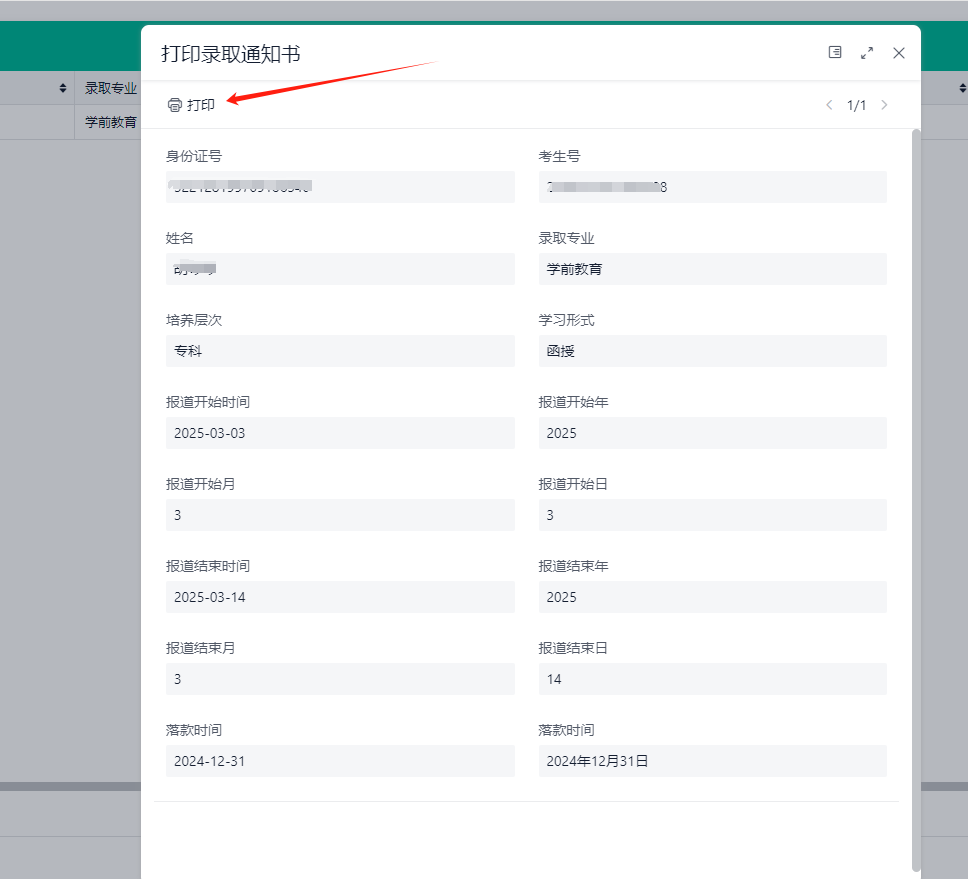 打印录取通知书
录取专业
打印
1/1
学前教育
身份证号 考生号
8
姓名 录取专业
学前教育
培养层次 学习形式
专科 函授
报道开始时间 报道开始年
2025-03-03 2025
报道开始月 报道开始日
3 3
报道结束时间 报道结束年
2025-03-14 2025
报道结束月 报道结束日
3 14
落款时间 落款时间
2024-12-31 2024年12月31日